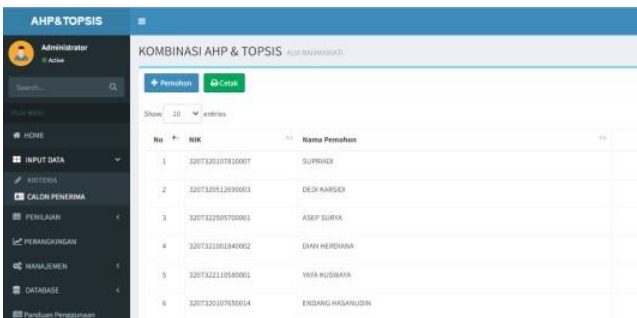 AHP&TOPSIS
Administrator
Active
KOMBINASI AHP & TOPSIS
Search...
+ Pemohon Cetak
Show 10 entries
HOME
No NIK Nama Pemohon
INPUT DATA
1 3207320107810007 SUPRIADI
KRITERIA
2 3207320512690003 DEDI KARSIDI
CALON PENERIMA
PENILAIAN
3 3207322505700001 ASEP SURYA
PERANGKINGAN
4 3207321001840002 DIAN HERDIANA
MANAJEMEN
5 3207322110580001 YAYA KUSWAYA
DATABASE
6 3207320107650014 ENDANG HASANUDIN
Panduan Penggunaan